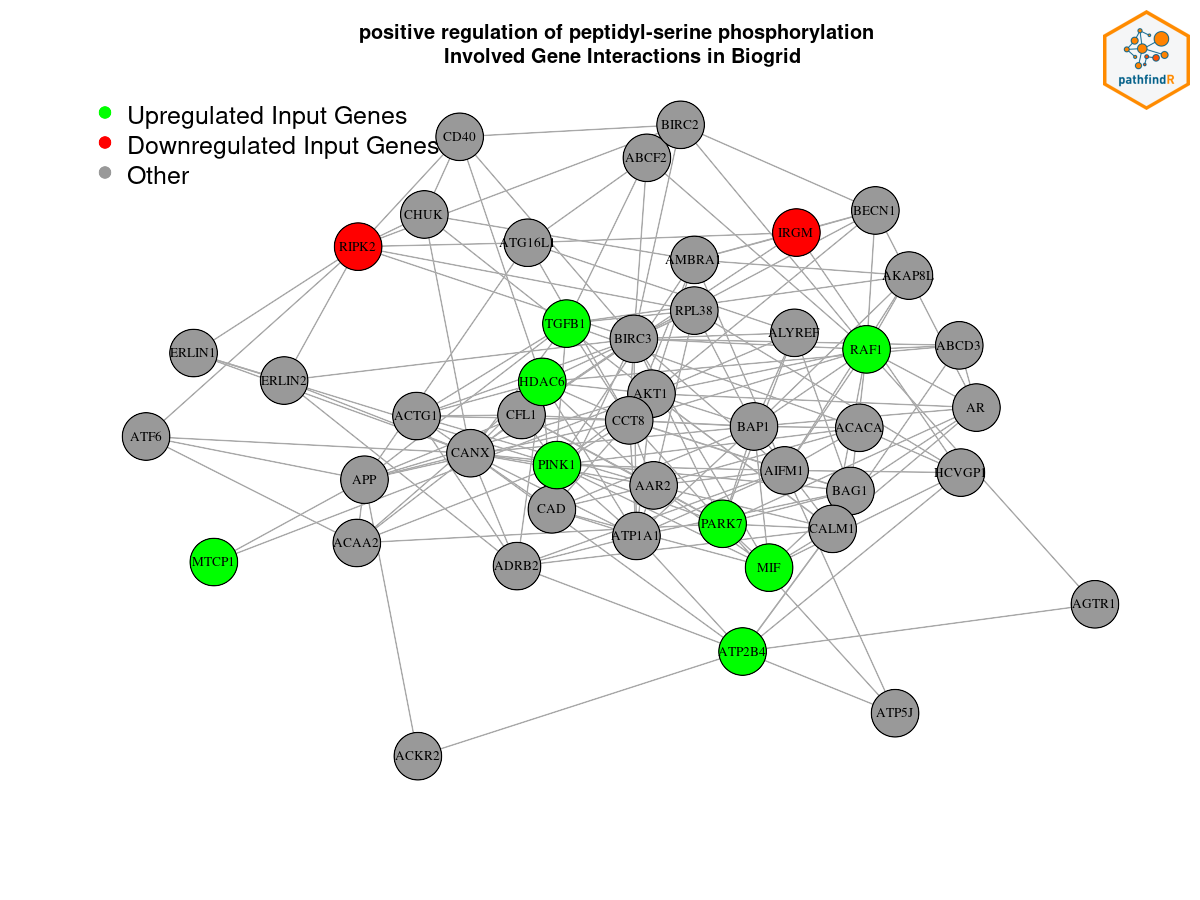 positive regulation of peptidyl-serine phosphorylation
Involved Gene Interactions in Biogrid
pathfindR
Upregulated Input Genes
Downregulated Input Genes
Other
CD40
BIRC2
ABCF2
CHUK
BECN1
RIPK2
ATG16L1
IRGM
AMBRA1
AKAP8L
RPL38
TGFB1
BIRC3
ALYREF
RAF1
ABCD3
ERLIN1
ERLIN2
HDAC6
AKT1
AR
ACTG1
CFL1
CCT8
BAP1
ACACA
ATF6
CANX
PINK1
AIFM1
HCVGP1
APP
AAR2
BAG1
CAD
PARK7
CALM1
ACAA2
ATP1A1
MTCP1
ADRB2
MIF
AGTR1
ATP2B4
ATP5J
ACKR2